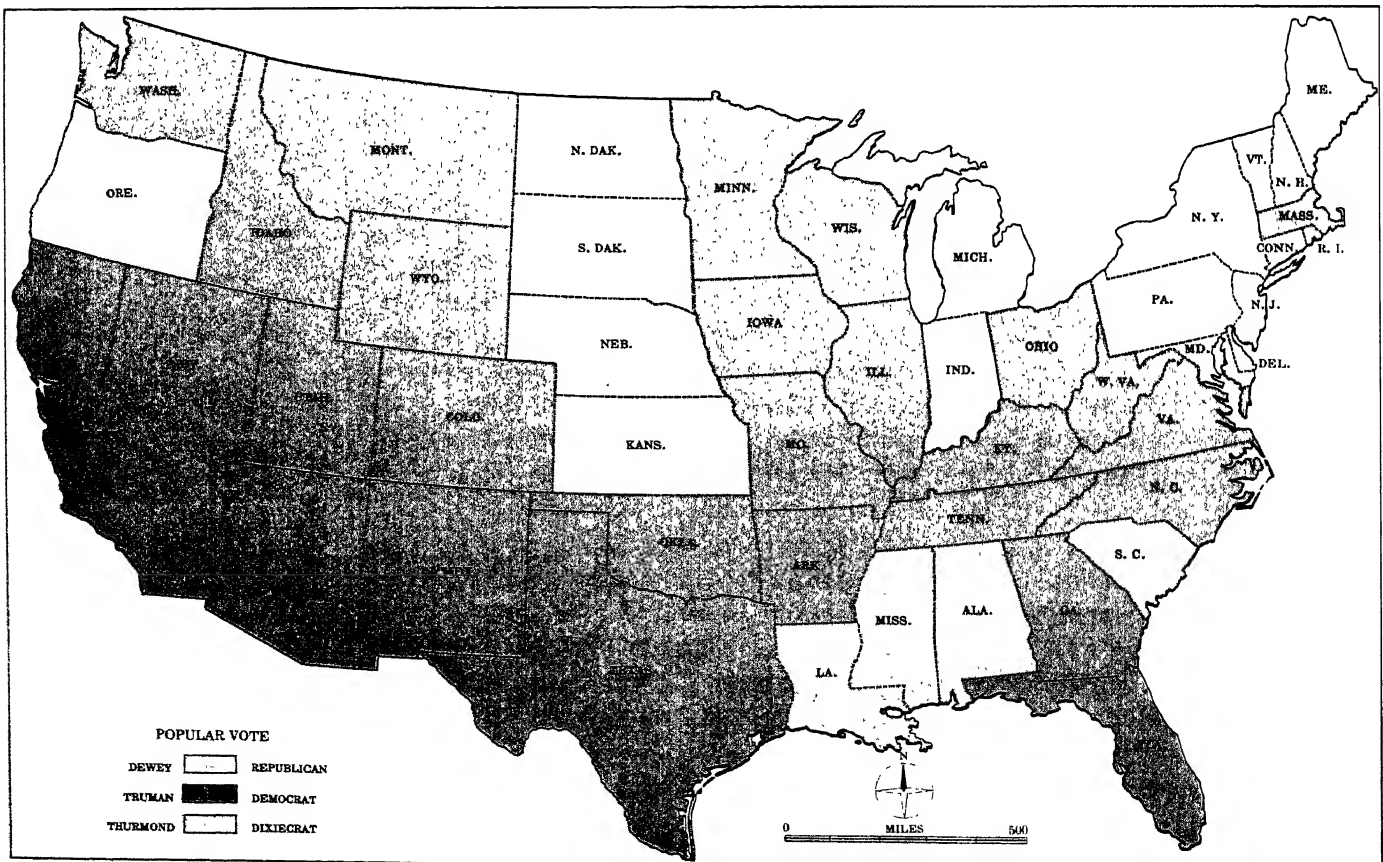 WASH.
ORE.
IDAHO
MONT.
WYO.
UTAH
COLO.
N. DAK.
S. DAK.
NEB.
KANS.
OKLA.
MINN.
IOWA
MO.
ARK.
LA.
WIS.
ILL.
MICH.
IND.
OHIO
KY.
TENN.
MISS.
ALA.
GA.
S. C.
N. C.
VA.
W. VA.
MD.
DEL.
PA.
N. J.
N. Y.
CONN.
R. I.
MASS.
VT.
N. H.
ME.
POPULAR VOTE
DEWEY REPUBLICAN
TRUMAN DEMOCRAT
THURMOND DIXIECRAT
N
0 MILES 500